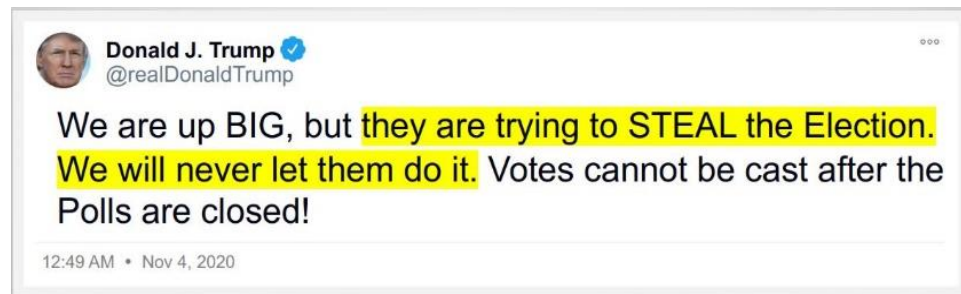 Donald J. Trump
@realDonaldTrump
We are up BIG, but they are trying to STEAL the Election.
We will never let them do it. Votes cannot be cast after the
Polls are closed!
12:49 AM • Nov 4, 2020